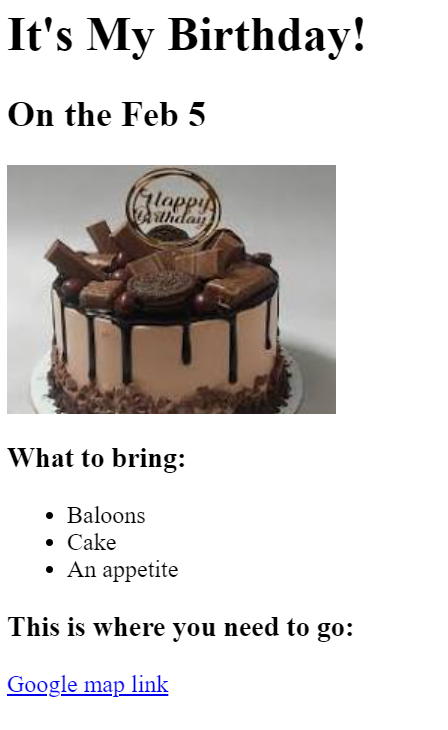 It's My Birthday!
On the Feb 5
Happy
Birthday
What to bring:
Baloons
Cake
An appetite
This is where you need to go:
Google map link